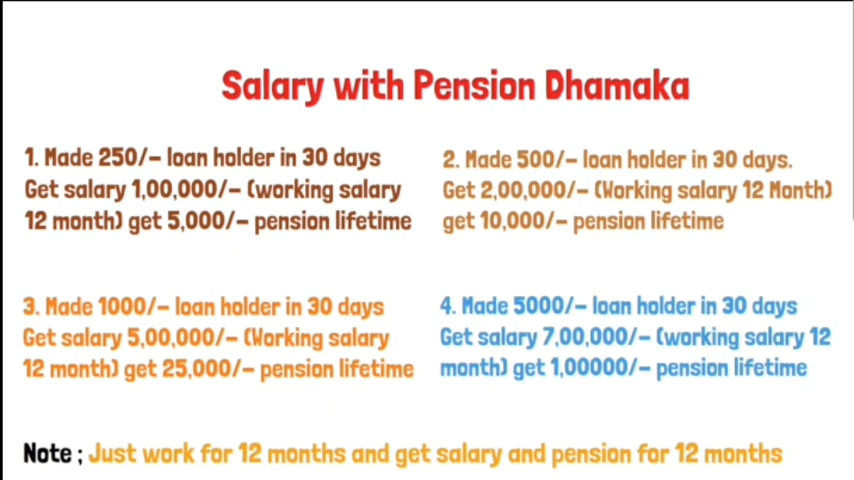 Salary with Pension Dhamaka
1. Made 250/- loan holder in 30 days
Get salary 1,00,000/- (working salary
12 month) get 5,000/- pension lifetime
2. Made 500/- loan holder in 30 days.
Get 2,00,000/- (Working salary 12 Month)
get 10,000/- pension lifetime
3. Made 1000/- loan holder in 30 days
Get salary 5,00,000/- (Working salary
12 month) get 25,000/- pension lifetime
4. Made 5000/- loan holder in 30 days
Get salary 7,00,000/- (working salary 12
month) get 1,00000/- pension lifetime
Note ; Just work for 12 months and get salary and pension for 12 months